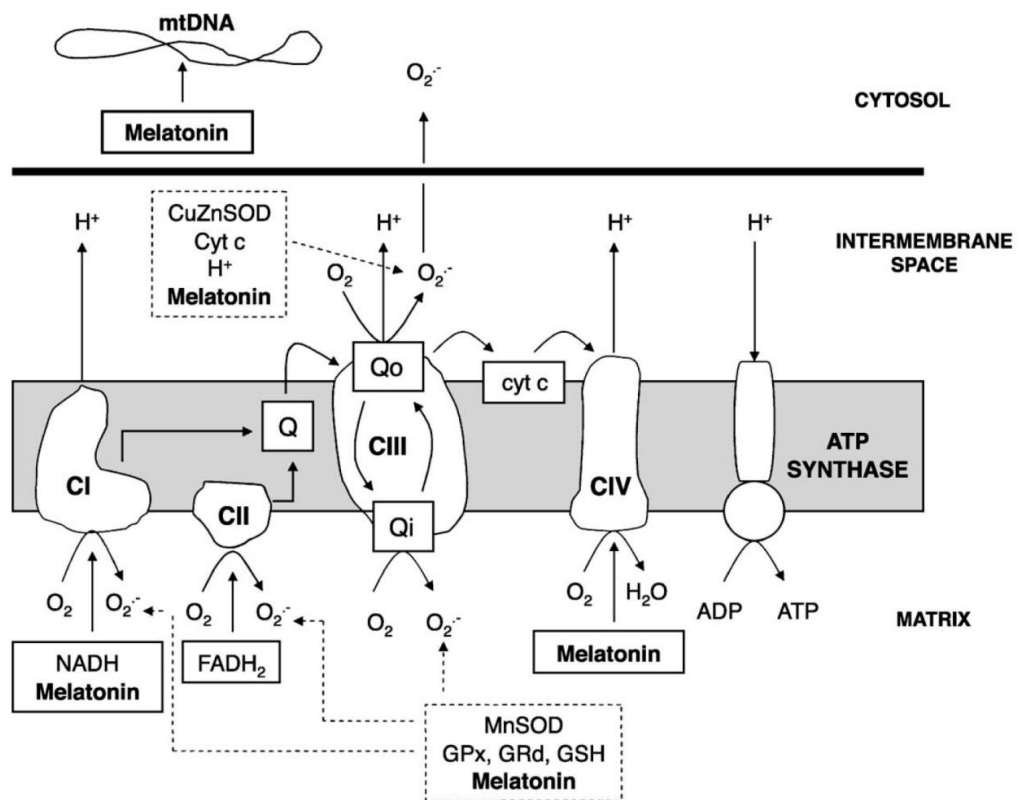 mtDNA
Melatonin
O₂·⁻
CYTOSOL
H⁺
CuZnSOD
Cyt c
H⁺
Melatonin
O₂
H⁺
O₂·⁻
H⁺
H⁺
INTERMEMBRANE
SPACE
Qo
cyt c
Q
CIII
ATP
SYNTHASE
CI
CII
Qi
CIV
O₂
O₂·⁻
O₂
O₂·⁻
O₂
O₂·⁻
O₂
H₂O
ADP
ATP
MATRIX
NADH
Melatonin
FADH₂
Melatonin
MnSOD
GPx, GRd, GSH
Melatonin